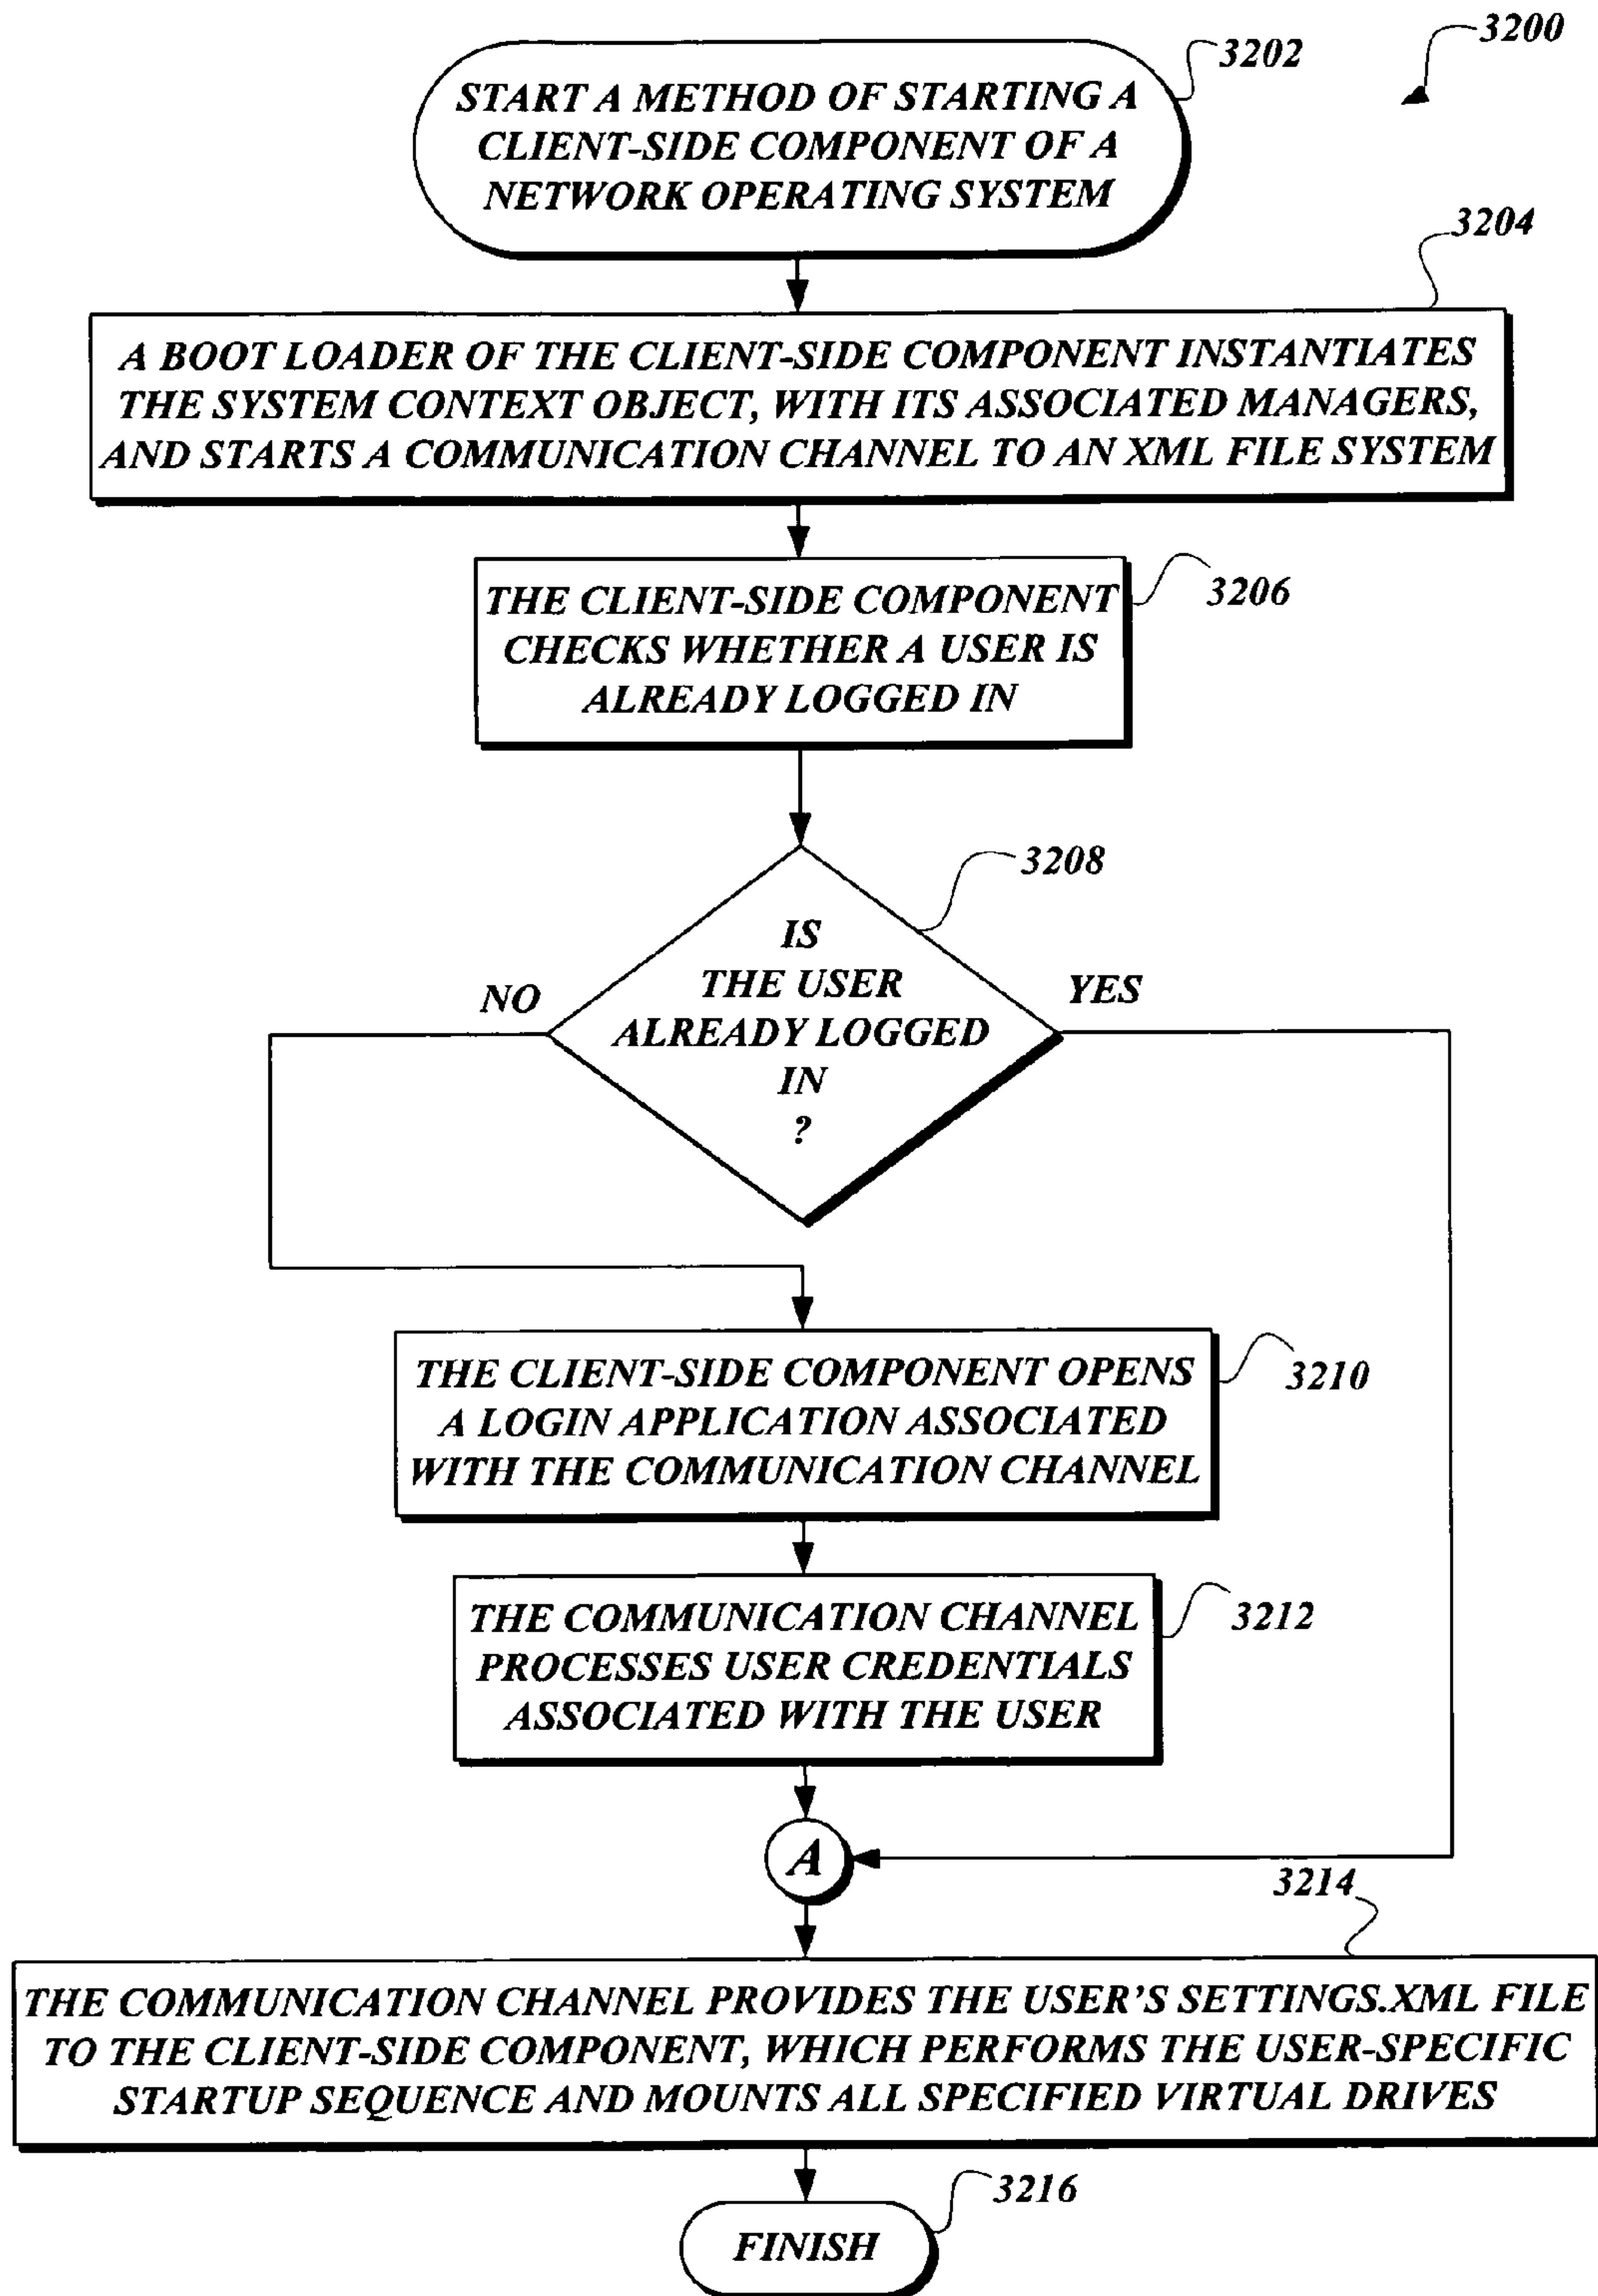 3200
3202
START A METHOD OF STARTING A
CLIENT-SIDE COMPONENT OF A
NETWORK OPERATING SYSTEM
3204
A BOOT LOADER OF THE CLIENT-SIDE COMPONENT INSTANTIATES
THE SYSTEM CONTEXT OBJECT, WITH ITS ASSOCIATED MANAGERS,
AND STARTS A COMMUNICATION CHANNEL TO AN XML FILE SYSTEM
3206
THE CLIENT-SIDE COMPONENT
CHECKS WHETHER A USER IS
ALREADY LOGGED IN
3208
IS
THE USER
ALREADY LOGGED
IN
?
NO
YES
3210
THE CLIENT-SIDE COMPONENT OPENS
A LOGIN APPLICATION ASSOCIATED
WITH THE COMMUNICATION CHANNEL
3212
THE COMMUNICATION CHANNEL
PROCESSES USER CREDENTIALS
ASSOCIATED WITH THE USER
A
3214
THE COMMUNICATION CHANNEL PROVIDES THE USER'S SETTINGS.XML FILE
TO THE CLIENT-SIDE COMPONENT, WHICH PERFORMS THE USER-SPECIFIC
STARTUP SEQUENCE AND MOUNTS ALL SPECIFIED VIRTUAL DRIVES
3216
FINISH